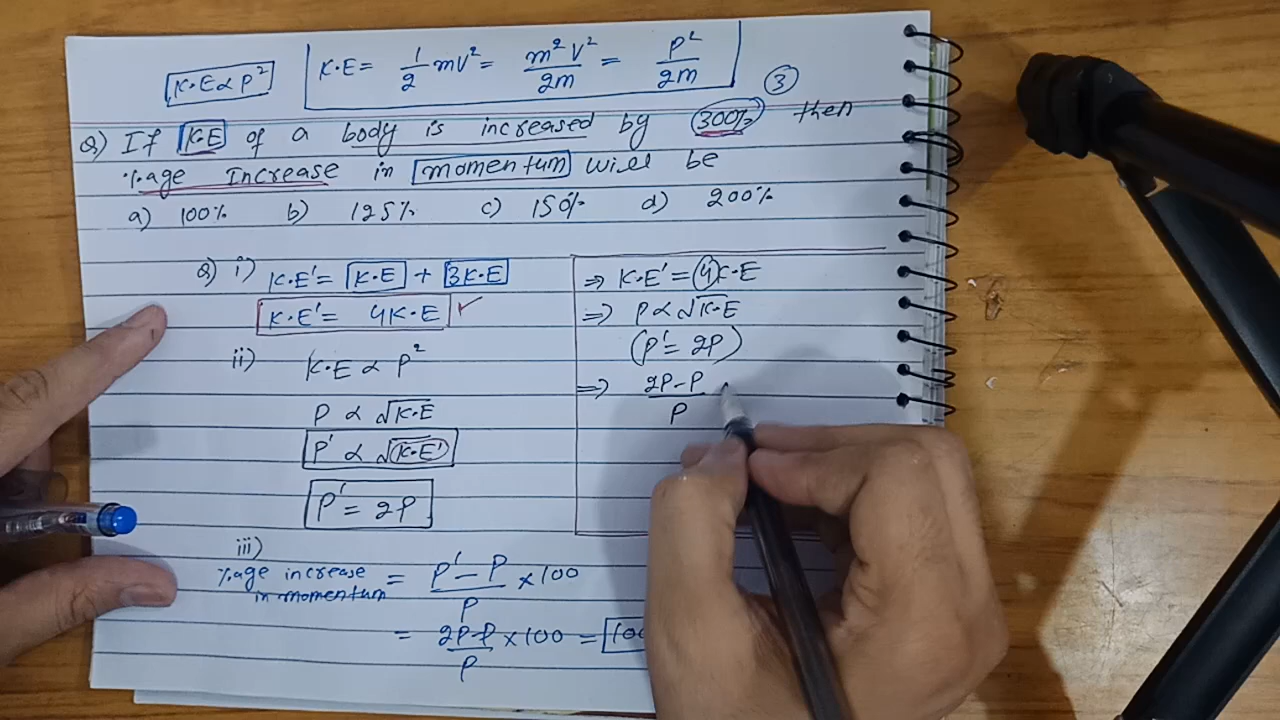 K.E ∝ P² K.E = 1/2 mv² = m²v²/2m = P²/2m
③
Q) If K.E of a body is increased by 300% then
%age Increase in momentum will be
a) 100% b) 125% c) 150% d) 200%
Q) i) K.E' = K.E + 3K.E
K.E' = 4K.E ✓
ii) K.E ∝ P²
P ∝ √K.E
P' ∝ √K.E'
P' = 2P
iii)
%age increase in momentum = P' - P / P × 100
= 2P - P / P × 100 = 100
⇒ K.E' = 4K.E
⇒ P ∝ √K.E
(P' = 2P)
⇒ 2P - P / P